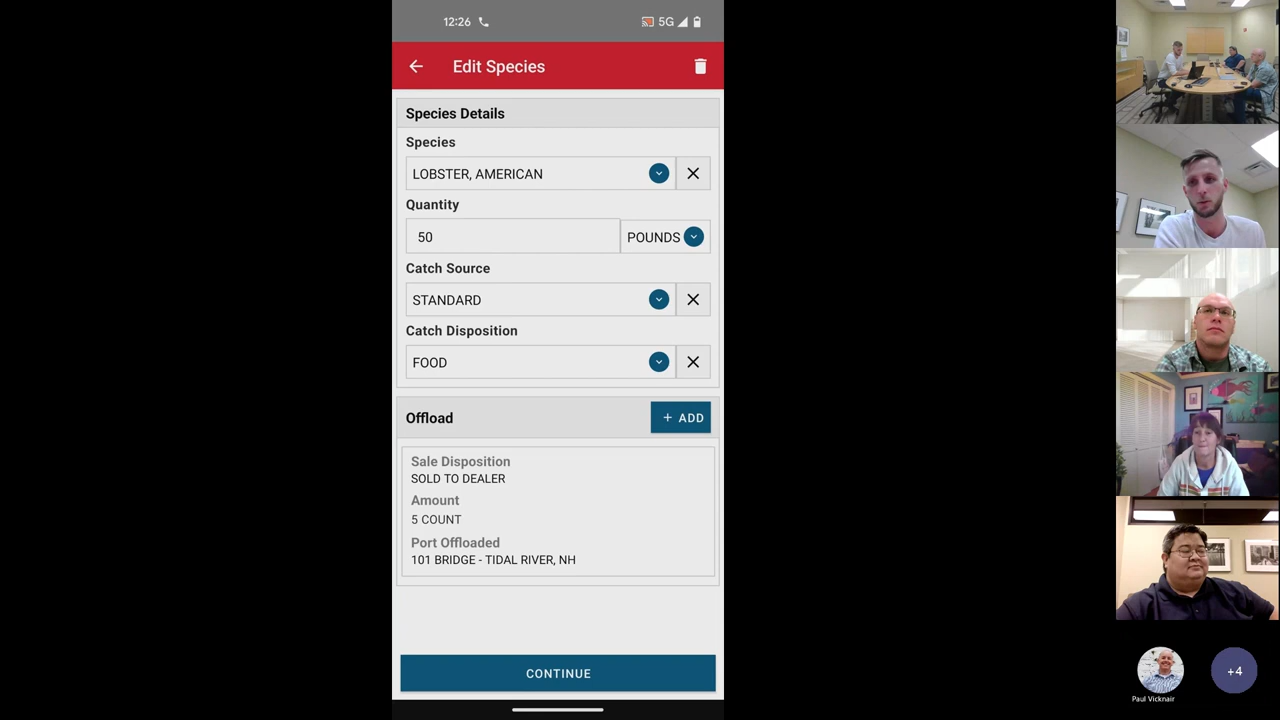 12:26
5G
Edit Species
Species Details
Species
LOBSTER, AMERICAN
Quantity
50
POUNDS
Catch Source
STANDARD
Catch Disposition
FOOD
Offload
+ ADD
Sale Disposition
SOLD TO DEALER
Amount
5 COUNT
Port Offloaded
101 BRIDGE - TIDAL RIVER, NH
CONTINUE
+4
Paul Vicknair